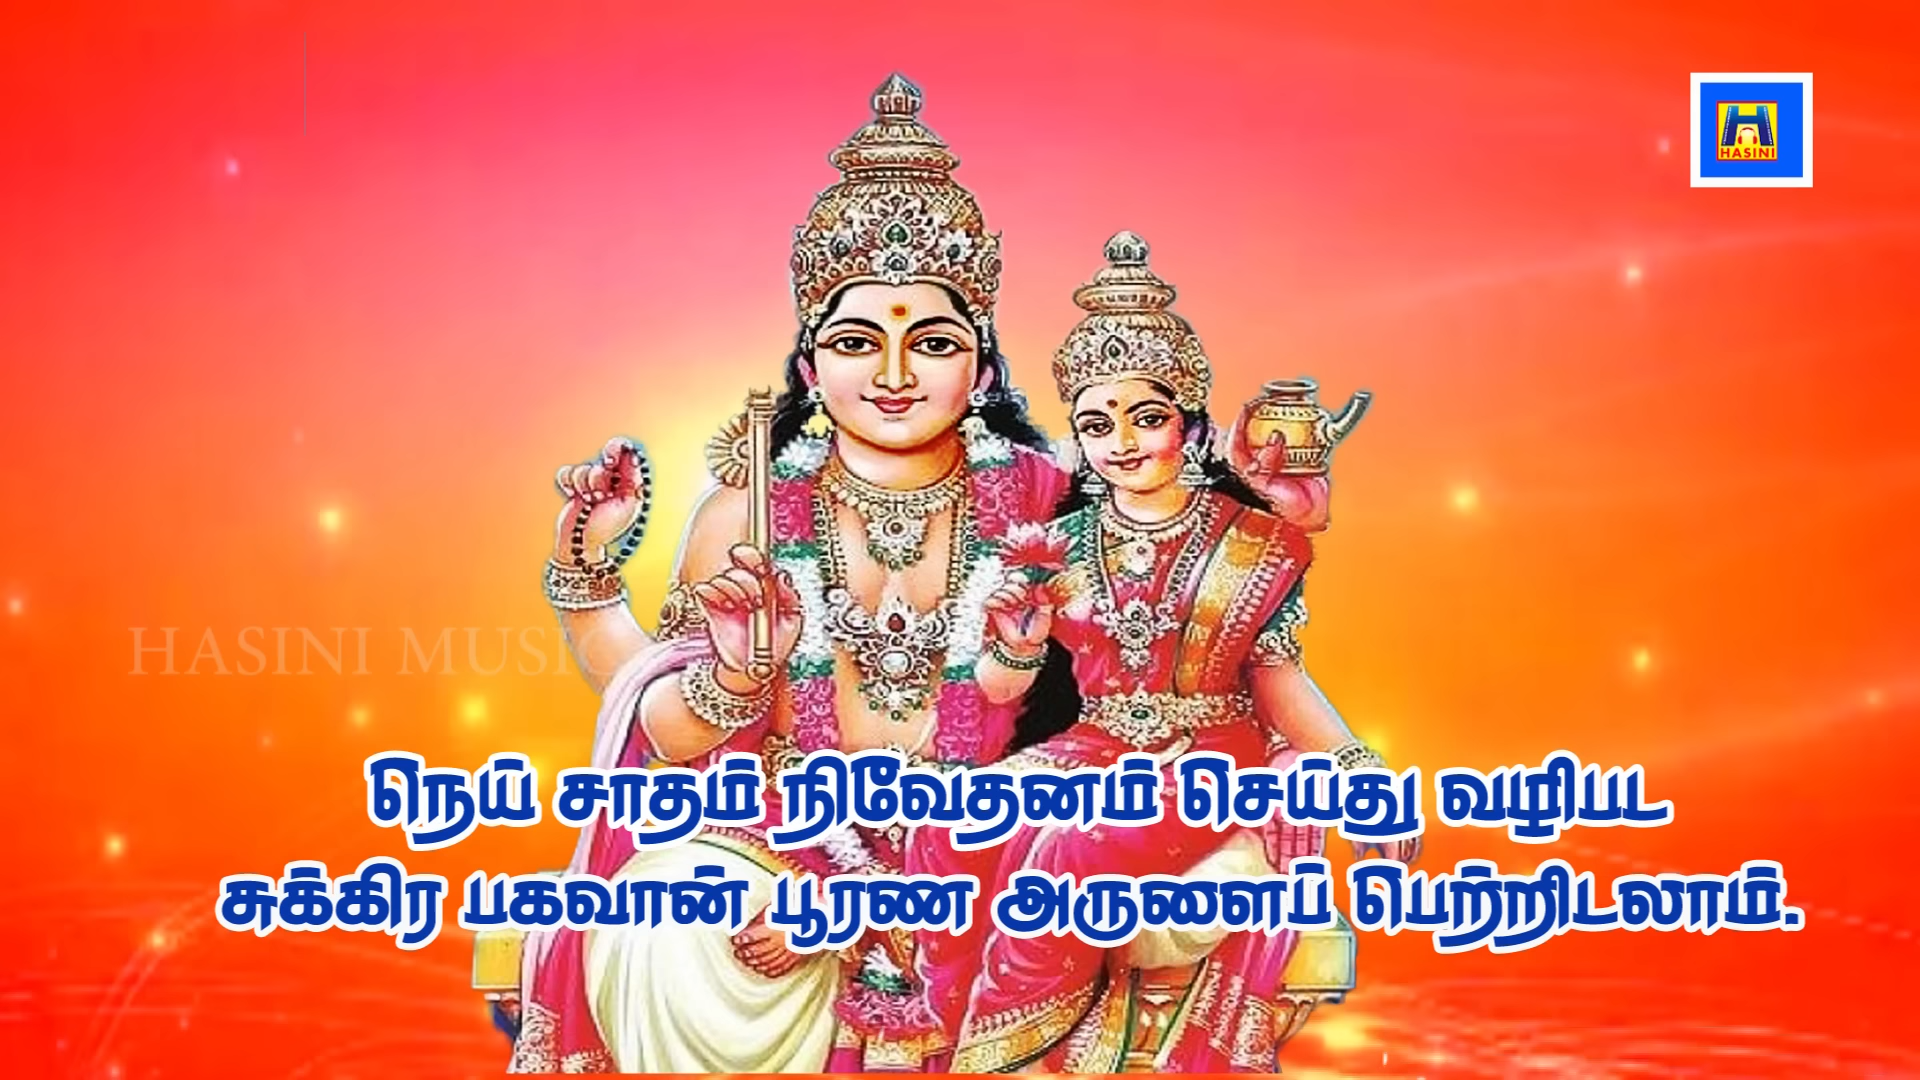 HASINI
HASINI MUSIC
நெய் சாதம் நிவேதனம் செய்து வழிபட
சுக்கிர பகவான் பூரண அருளைப் பெற்றிடலாம்.